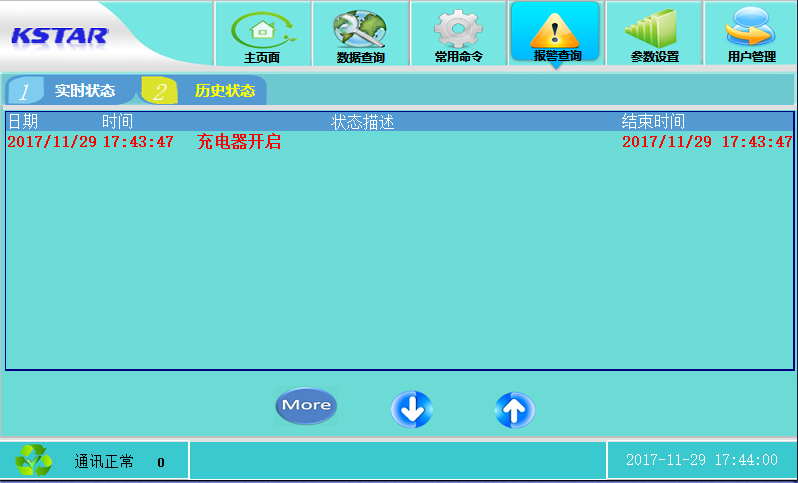 KSTAR
主页面 数据查询 常用命令 报警查询 参数设置 用户管理
1 实时状态 2 历史状态
日期 时间 状态描述 结束时间
2017/11/29 17:43:47 充电器开启 2017/11/29 17:43:47
More
通讯正常 0 2017-11-29 17:44:00